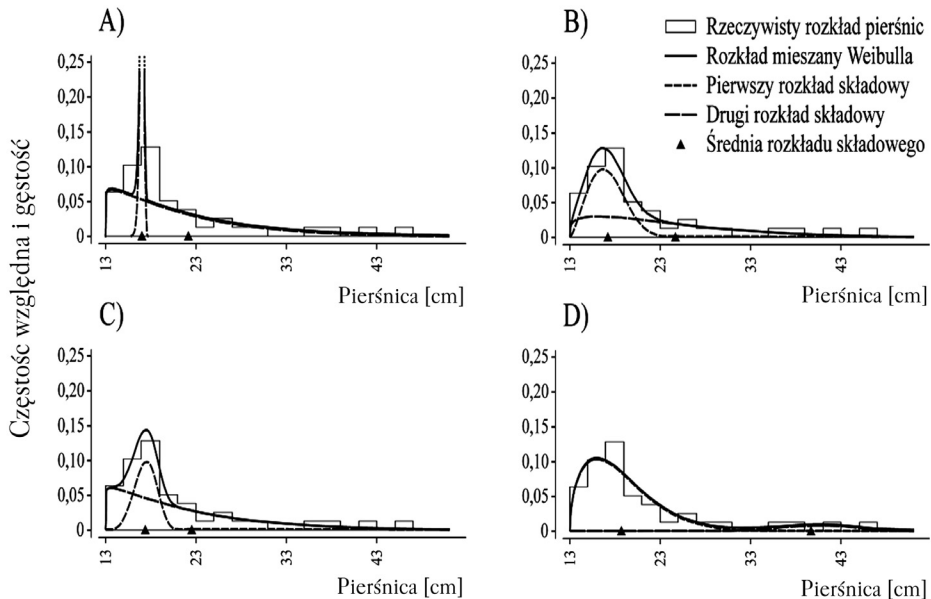 A)
0,25
0,20
0,15
0,10
0,05
0
13
23
33
43
Pierśnica [cm]
B)
0,25
0,20
0,15
0,10
0,05
0
13
23
33
43
Pierśnica [cm]
Rzeczywisty rozkład pierśnic
Rozkład mieszany Weibulla
Pierwszy rozkład składowy
Drugi rozkład składowy
Średnia rozkładu składowego
Częstośc względna i gęstość
C)
0,25
0,20
0,15
0,10
0,05
0
13
23
33
43
Pierśnica [cm]
D)
0,25
0,20
0,15
0,10
0,05
0
13
23
33
43
Pierśnica [cm]